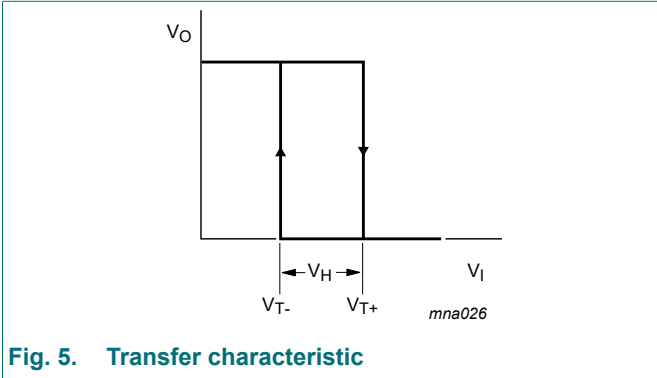 VO
VH
VI
VT-
VT+
mna026
Fig. 5. Transfer characteristic